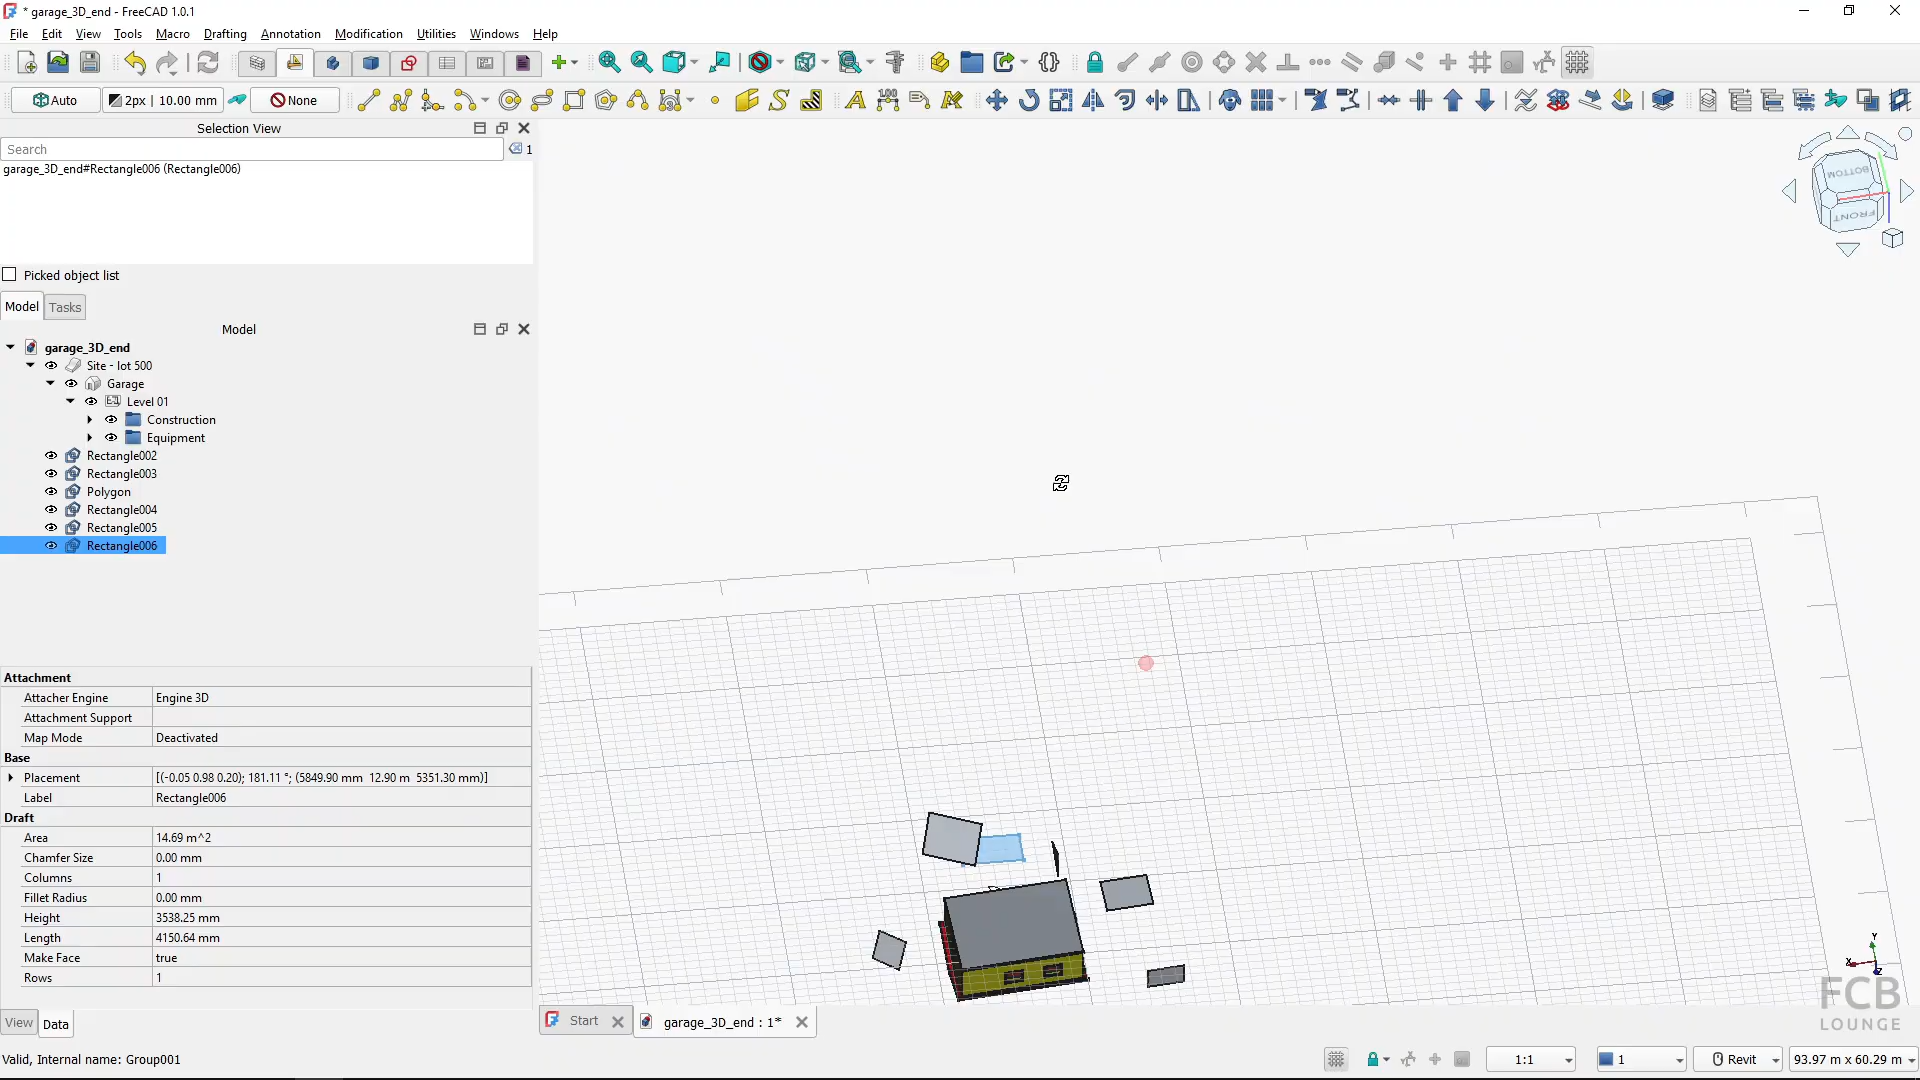 * garage_3D_end - FreeCAD 1.0.1
File Edit View Tools Macro Drafting Annotation Modification Utilities Windows Help
Auto 2px | 10.00 mm None
Selection View
Search
1
garage_3D_end#Rectangle006 (Rectangle006)
Picked object list
Model Tasks
Model
garage_3D_end
Site - lot 500
Garage
Level 01
Construction
Equipment
Rectangle002
Rectangle003
Polygon
Rectangle004
Rectangle005
Rectangle006
Attachment
Attacher Engine Engine 3D
Attachment Support
Map Mode Deactivated
Base
Placement [(-0.05 0.98 0.20); 181.11 °; (5849.90 mm 12.90 m 5351.30 mm)]
Label Rectangle006
Draft
Area 14.69 m^2
Chamfer Size 0.00 mm
Columns 1
Fillet Radius 0.00 mm
Height 3538.25 mm
Length 4150.64 mm
Make Face true
Rows 1
View Data
Valid, Internal name: Group001
BOTTOM
FRONT
Y
X
Z
FCB
LOUNGE
Start garage_3D_end : 1*
1:1 1 Revit 93.97 m x 60.29 m